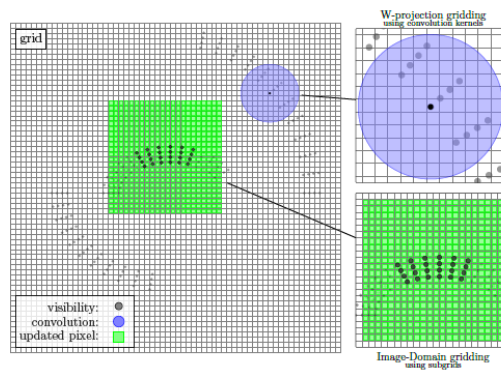 grid
W-projection gridding
using convolution kernels
visibility:
convolution:
updated pixel:
Image-Domain gridding
using subgrids